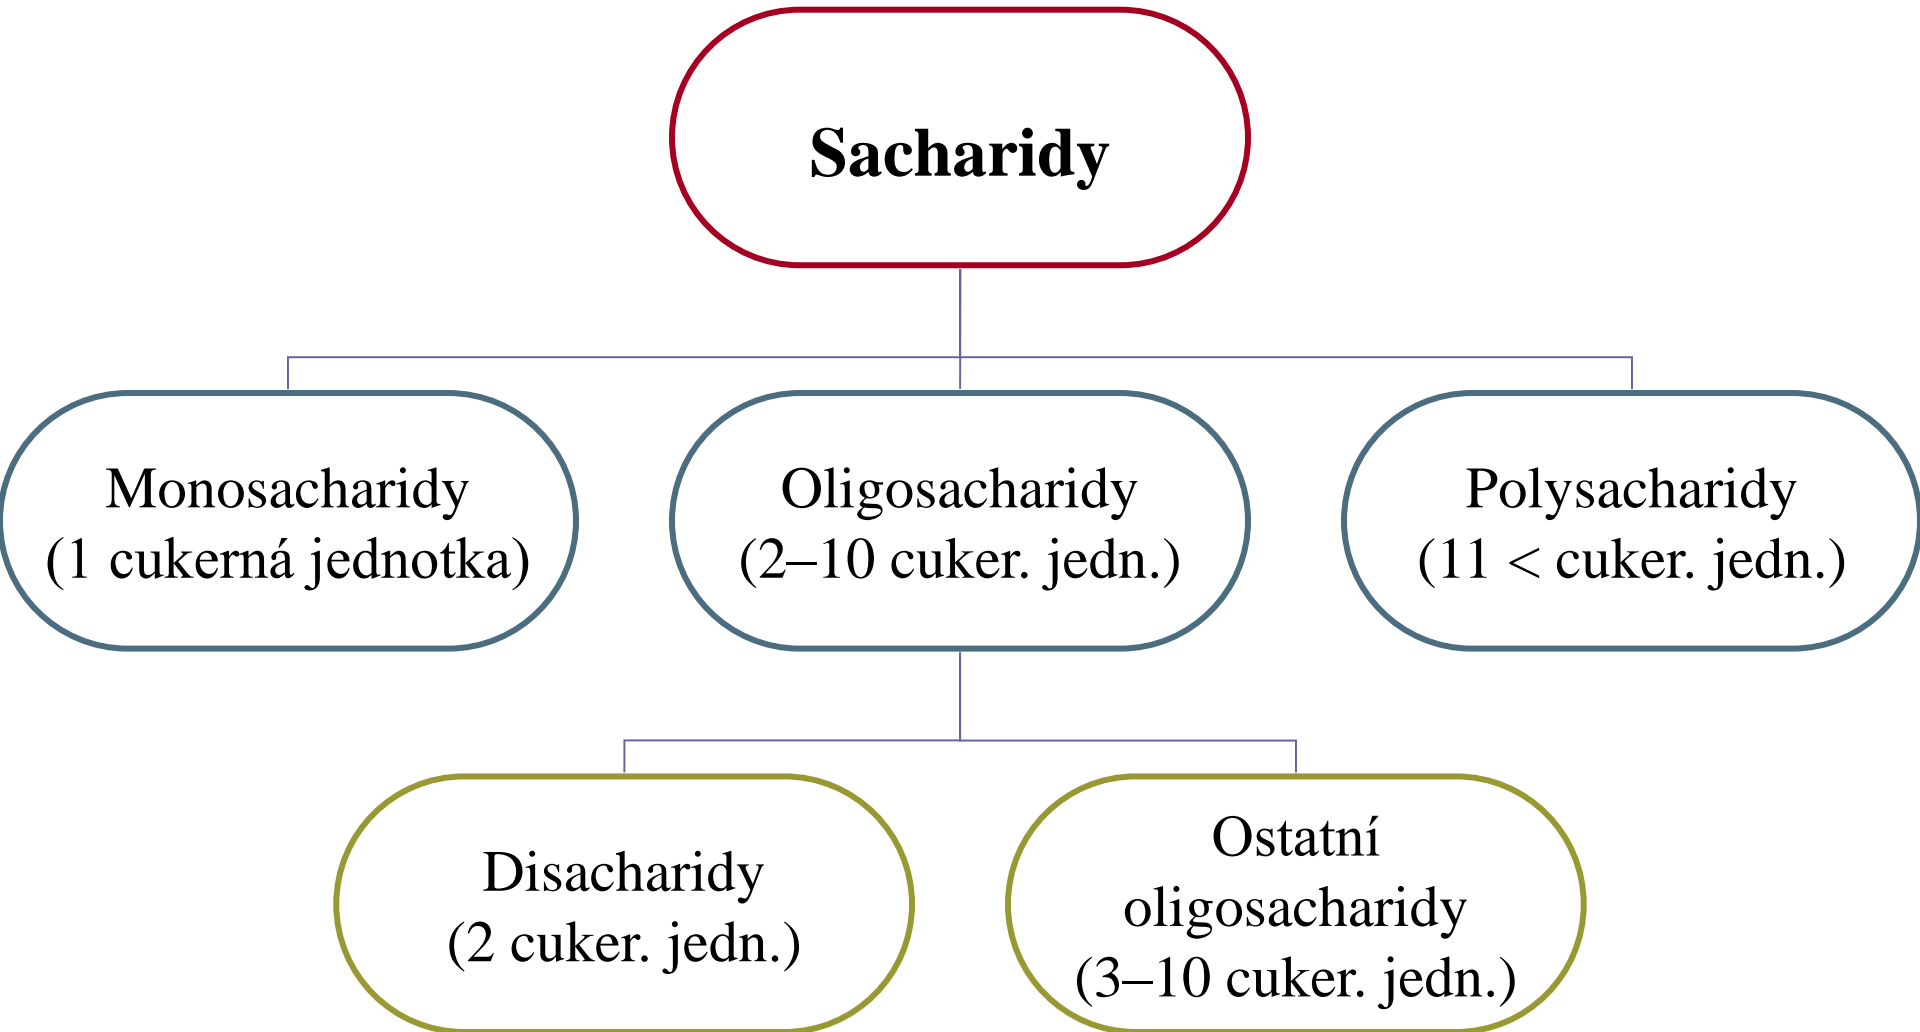 Sacharidy
Monosacharidy
(1 cukerná jednotka)
Oligosacharidy
(2–10 cuker. jedn.)
Polysacharidy
(11 < cuker. jedn.)
Disacharidy
(2 cuker. jedn.)
Ostatní
oligosacharidy
(3–10 cuker. jedn.)